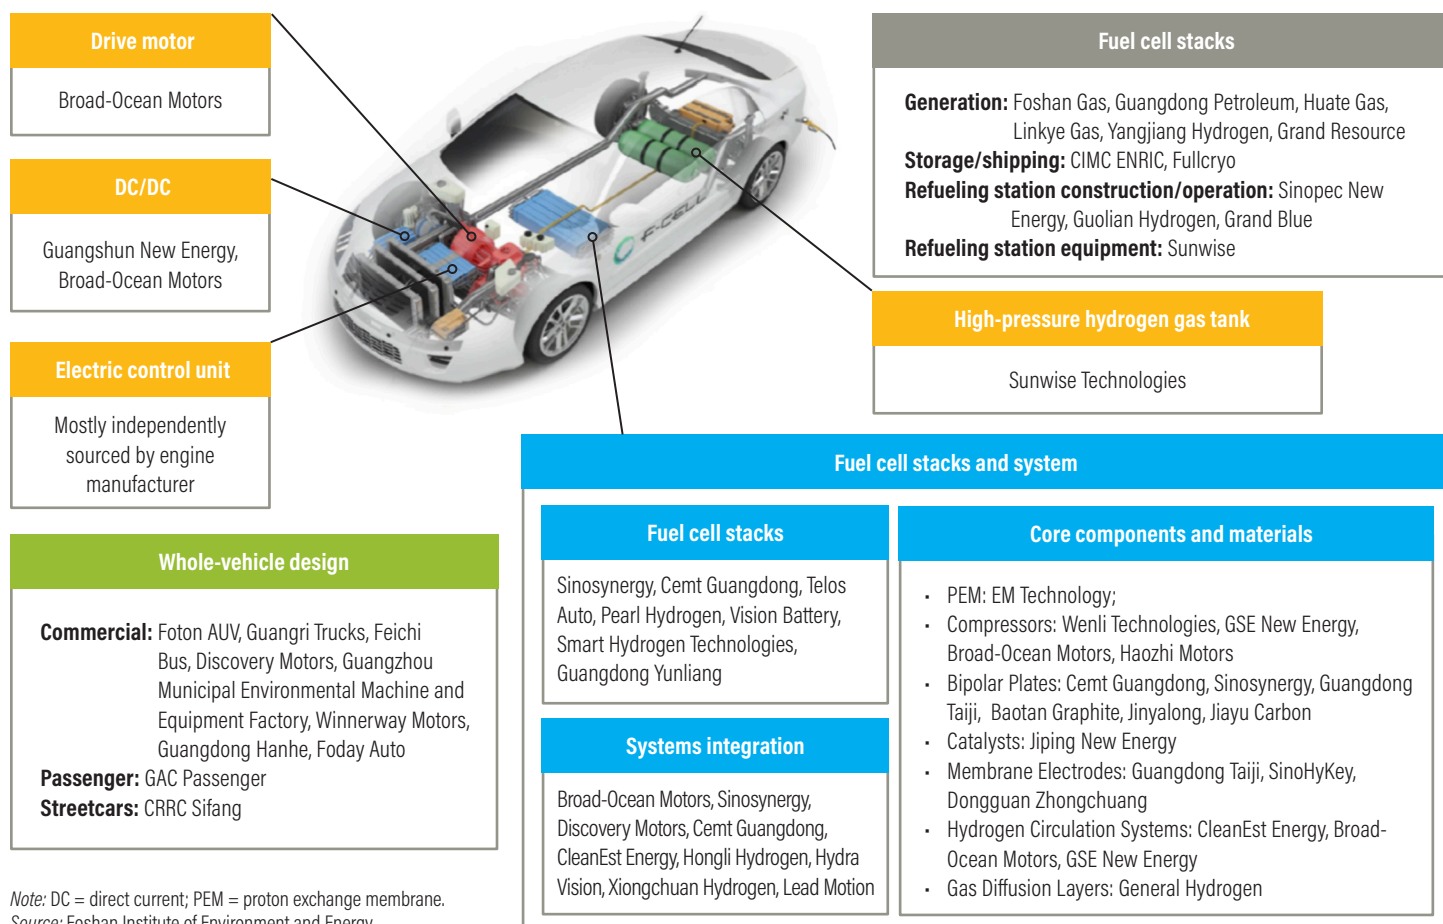 Drive motor
Broad-Ocean Motors
DC/DC
Guangshun New Energy,
Broad-Ocean Motors
Electric control unit
Mostly independently
sourced by engine
manufacturer
F-CELL
Fuel cell stacks
Generation: Foshan Gas, Guangdong Petroleum, Huate Gas,
Linkye Gas, Yangjiang Hydrogen, Grand Resource
Storage/shipping: CIMC ENRIC, Fullcryo
Refueling station construction/operation: Sinopec New
Energy, Guolian Hydrogen, Grand Blue
Refueling station equipment: Sunwise
High-pressure hydrogen gas tank
Sunwise Technologies
Whole-vehicle design
Commercial: Foton AUV, Guangri Trucks, Feichi
Bus, Discovery Motors, Guangzhou
Municipal Environmental Machine and
Equipment Factory, Winnerway Motors,
Guangdong Hanhe, Foday Auto
Passenger: GAC Passenger
Streetcars: CRRC Sifang
Fuel cell stacks and system
Fuel cell stacks
Sinosynergy, Cemt Guangdong, Telos
Auto, Pearl Hydrogen, Vision Battery,
Smart Hydrogen Technologies,
Guangdong Yunliang
Systems integration
Broad-Ocean Motors, Sinosynergy,
Discovery Motors, Cemt Guangdong,
CleanEst Energy, Hongli Hydrogen, Hydra
Vision, Xiongchuan Hydrogen, Lead Motion
Core components and materials
• PEM: EM Technology;
• Compressors: Wenli Technologies, GSE New Energy,
Broad-Ocean Motors, Haozhi Motors
• Bipolar Plates: Cemt Guangdong, Sinosynergy, Guangdong
Taiji, Baotan Graphite, Jinyalong, Jiayu Carbon
• Catalysts: Jiping New Energy
• Membrane Electrodes: Guangdong Taiji, SinoHyKey,
Dongguan Zhongchuang
• Hydrogen Circulation Systems: CleanEst Energy, Broad-
Ocean Motors, GSE New Energy
• Gas Diffusion Layers: General Hydrogen
Note: DC = direct current; PEM = proton exchange membrane.
Source: Foshan Institute of Environment and Energy